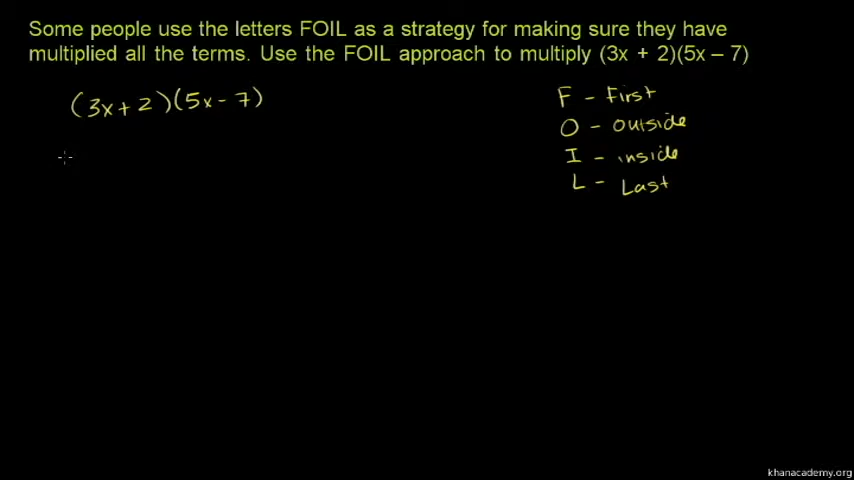 Some people use the letters FOIL as a strategy for making sure they have
multiplied all the terms. Use the FOIL approach to multiply (3x + 2)(5x – 7)
(3x + 2)(5x - 7)
F - First
O - outside
I - inside
L - Last
khanacademy.org